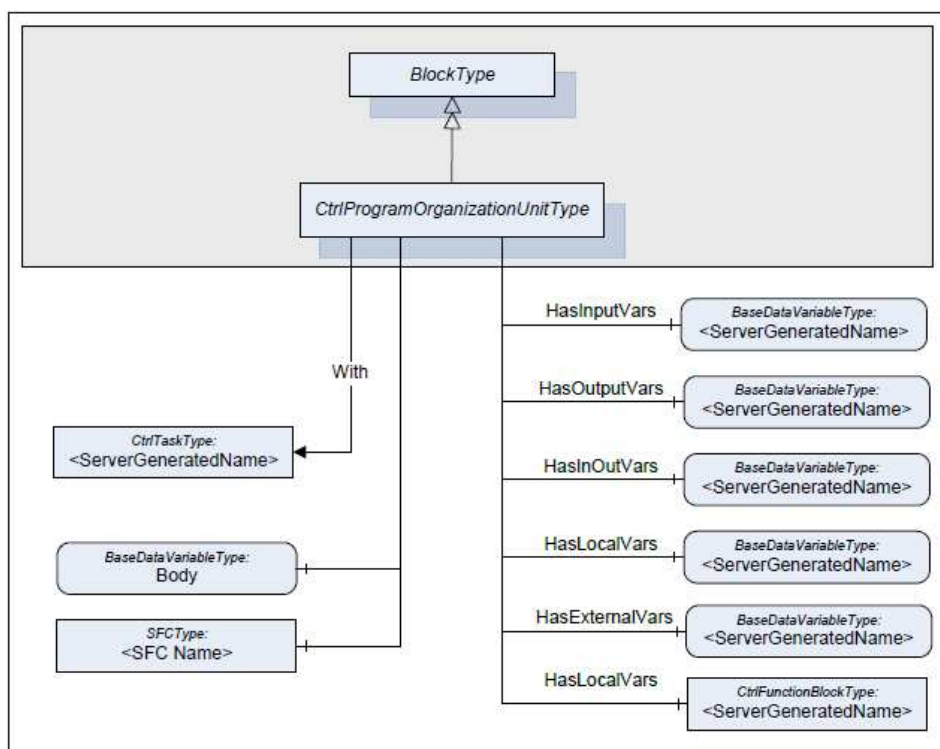 BlockType
CtrlProgramOrganizationUnitType
HasInputVars
BaseDataVariableType:
<ServerGeneratedName>
With
HasOutputVars
BaseDataVariableType:
<ServerGeneratedName>
CtrlTaskType:
<ServerGeneratedName>
HasInOutVars
BaseDataVariableType:
<ServerGeneratedName>
BaseDataVariableType:
Body
HasLocalVars
BaseDataVariableType:
<ServerGeneratedName>
SFCType:
<SFC Name>
HasExternalVars
BaseDataVariableType:
<ServerGeneratedName>
HasLocalVars
CtrlFunctionBlockType:
<ServerGeneratedName>